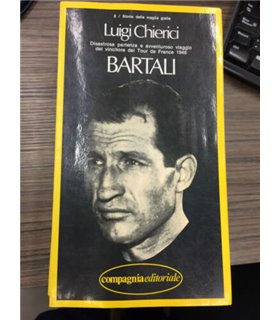 8 / Storie della maglia gialla
Luigi Chierici
Disastrosa partenza e avventuroso viaggio
del vincitore del Tour de France 1948
BARTALI
compagnia editoriale